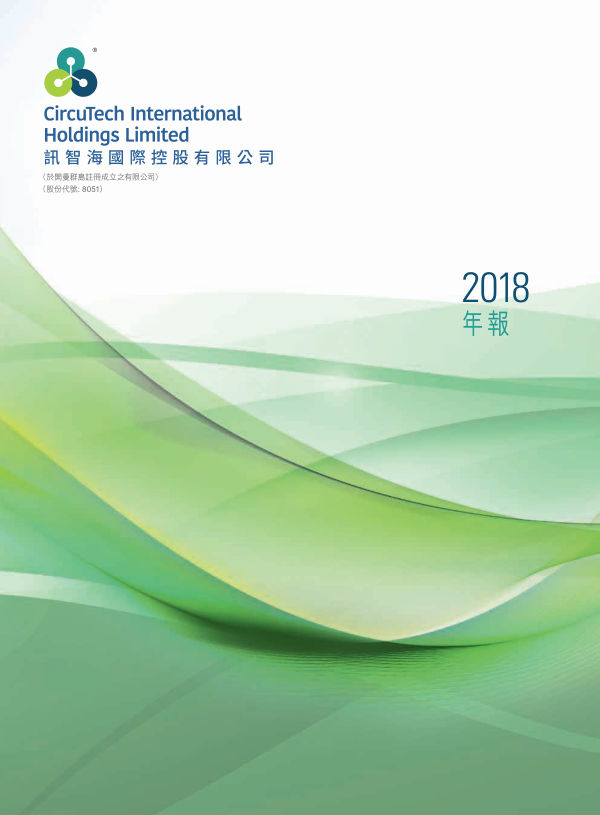 ®
CircuTech International
Holdings Limited
訊智海國際控股有限公司
（於開曼群島註冊成立之有限公司）
（股份代號: 8051）
2018
年報